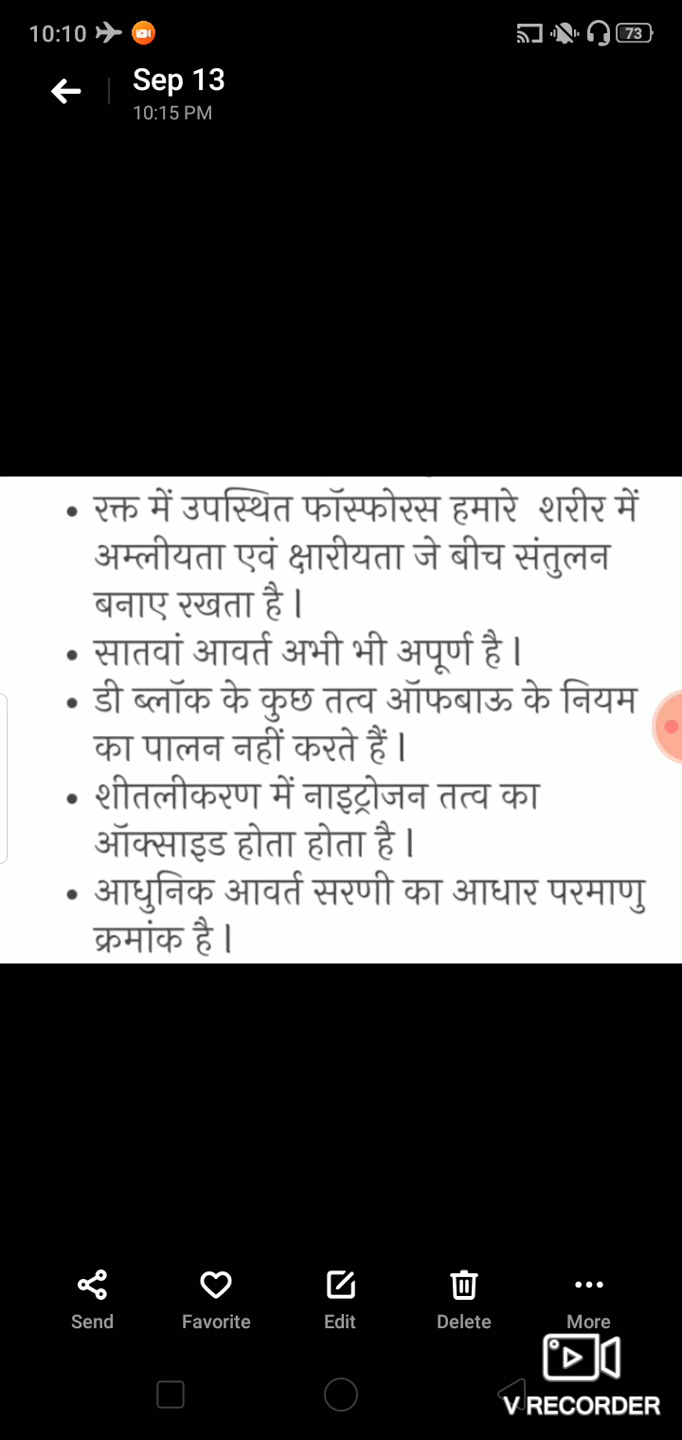 10:10
73
Sep 13
10:15 PM
• रक्त में उपस्थित फॉस्फोरस हमारे शरीर में
अम्लीयता एवं क्षारीयता जे बीच संतुलन
बनाए रखता है l
• सातवां आवर्त अभी भी अपूर्ण है l
• डी ब्लॉक के कुछ तत्व ऑफबाऊ के नियम
का पालन नहीं करते हैं l
• शीतलीकरण में नाइट्रोजन तत्व का
ऑक्साइड होता होता है l
• आधुनिक आवर्त सरणी का आधार परमाणु
क्रमांक है l
Send Favorite Edit Delete More
V RECORDER